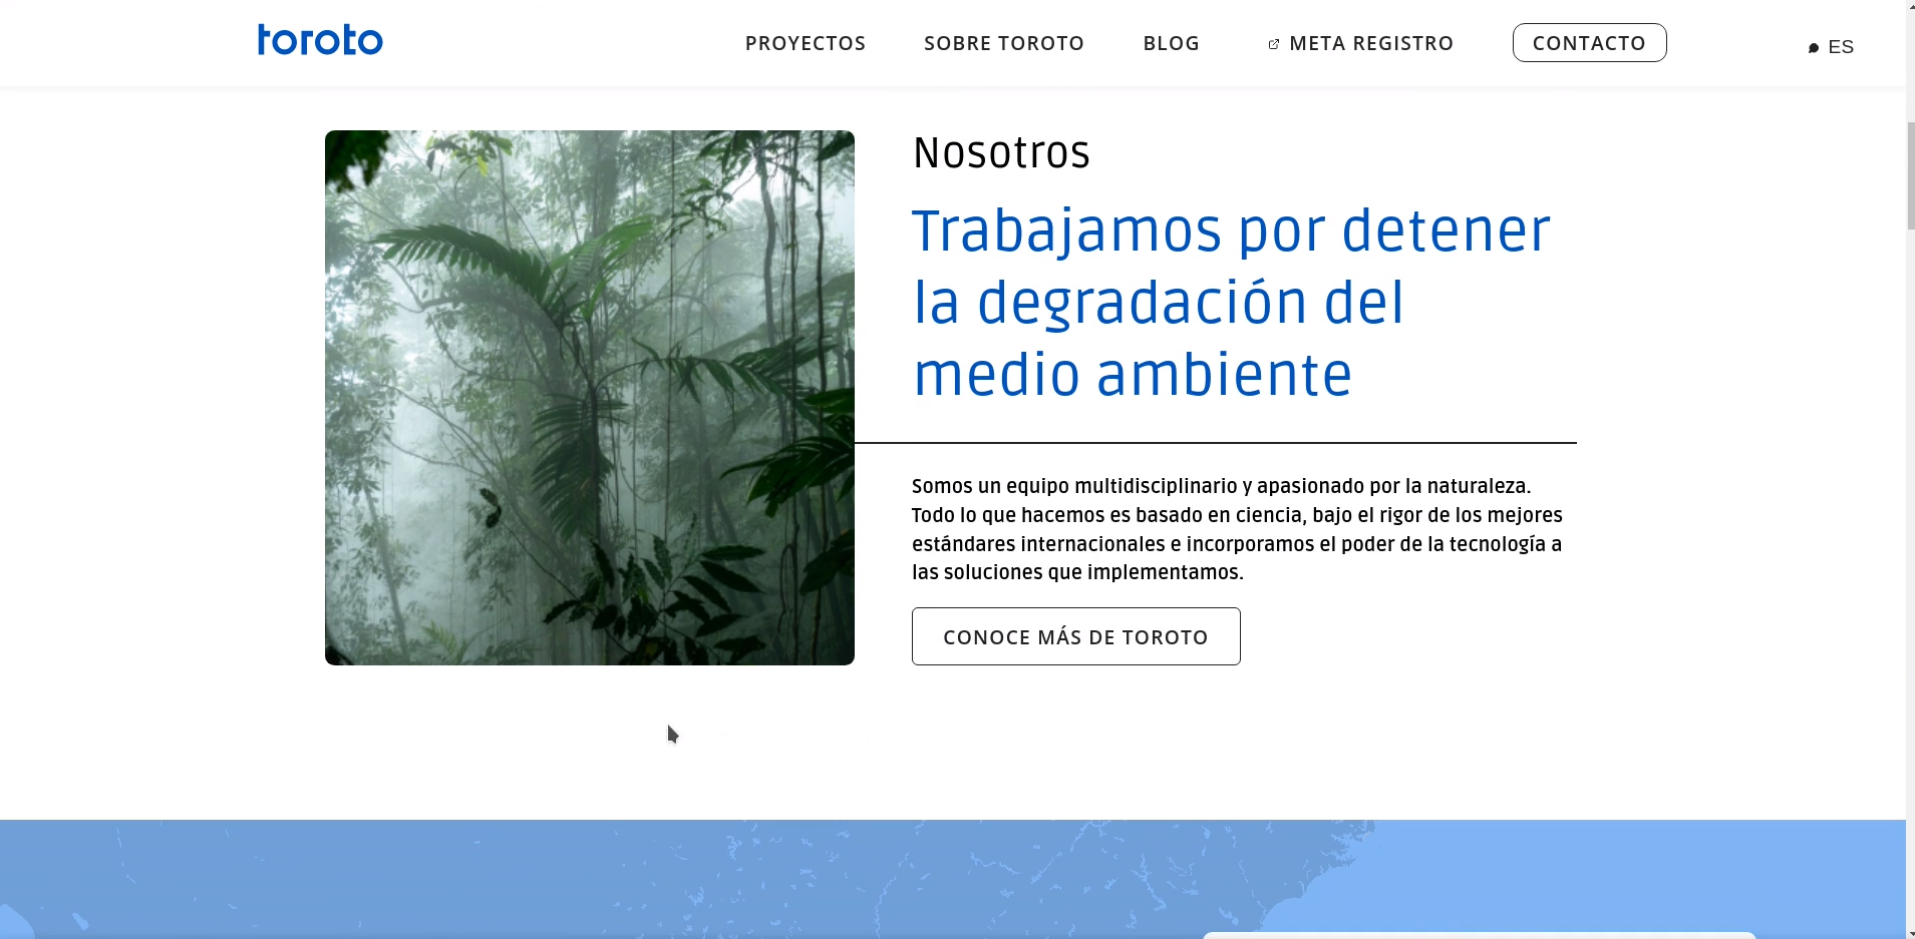 toroto
PROYECTOS
SOBRE TOROTO
BLOG
META REGISTRO
CONTACTO
ES
Nosotros
Trabajamos por detener
la degradación del
medio ambiente
Somos un equipo multidisciplinario y apasionado por la naturaleza.
Todo lo que hacemos es basado en ciencia, bajo el rigor de los mejores
estándares internacionales e incorporamos el poder de la tecnología a
las soluciones que implementamos.
CONOCE MÁS DE TOROTO